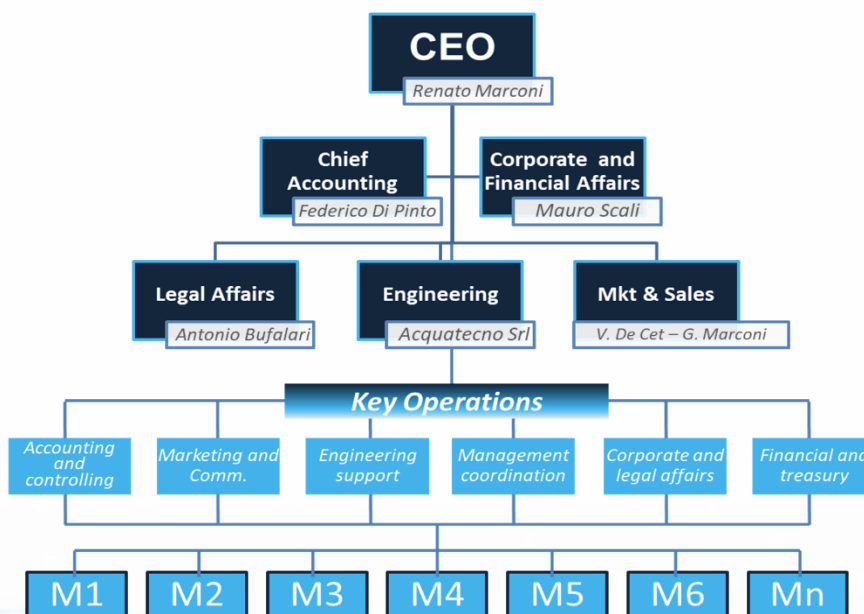 CEO
Renato Marconi
Chief
Accounting
Federico Di Pinto
Corporate and
Financial Affairs
Mauro Scali
Legal Affairs
Antonio Bufalari
Engineering
Acquatecno Srl
Mkt & Sales
V. De Cet – G. Marconi
Key Operations
Accounting
and
controlling
Marketing and
Comm.
Engineering
support
Management
coordination
Corporate and
legal affairs
Financial and
treasury
M1
M2
M3
M4
M5
M6
Mn